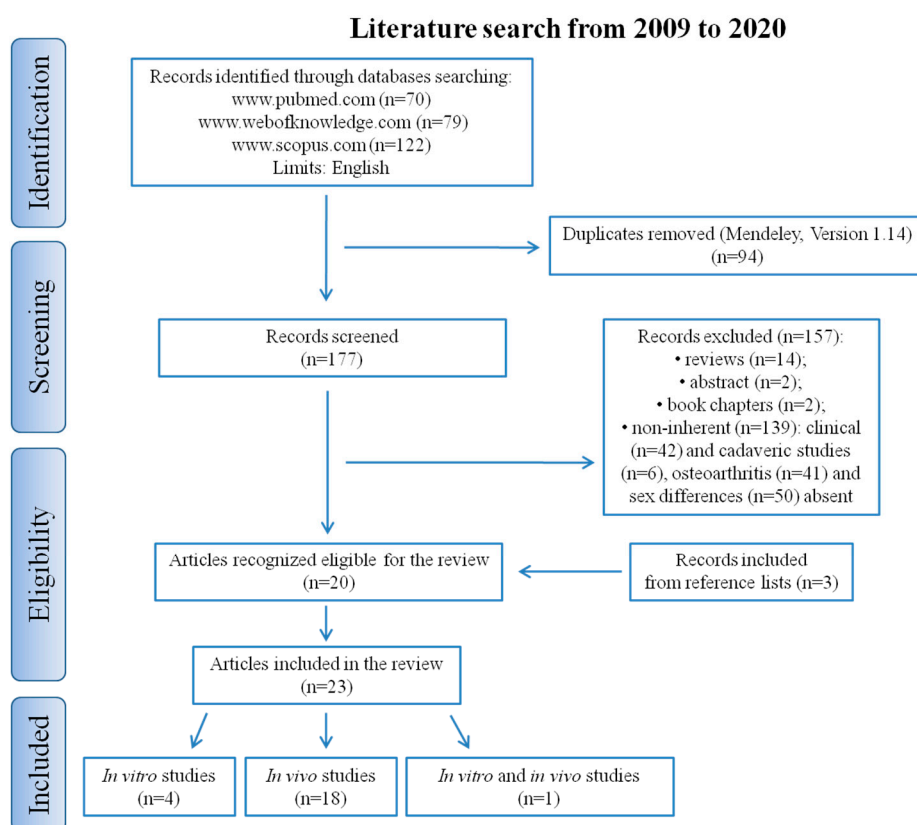 Literature search from 2009 to 2020
Identification
Records identified through databases searching:
www.pubmed.com (n=70)
www.webofknowledge.com (n=79)
www.scopus.com (n=122)
Limits: English
Duplicates removed (Mendeley, Version 1.14)
(n=94)
Screening
Records screened
(n=177)
Records excluded (n=157):
• reviews (n=14);
• abstract (n=2);
• book chapters (n=2);
• non-inherent (n=139): clinical
(n=42) and cadaveric studies
(n=6), osteoarthritis (n=41) and
sex differences (n=50) absent
Eligibility
Articles recognized eligible for the review
(n=20)
Records included
from reference lists (n=3)
Articles included in the review
(n=23)
Included
In vitro studies
(n=4)
In vivo studies
(n=18)
In vitro and in vivo studies
(n=1)